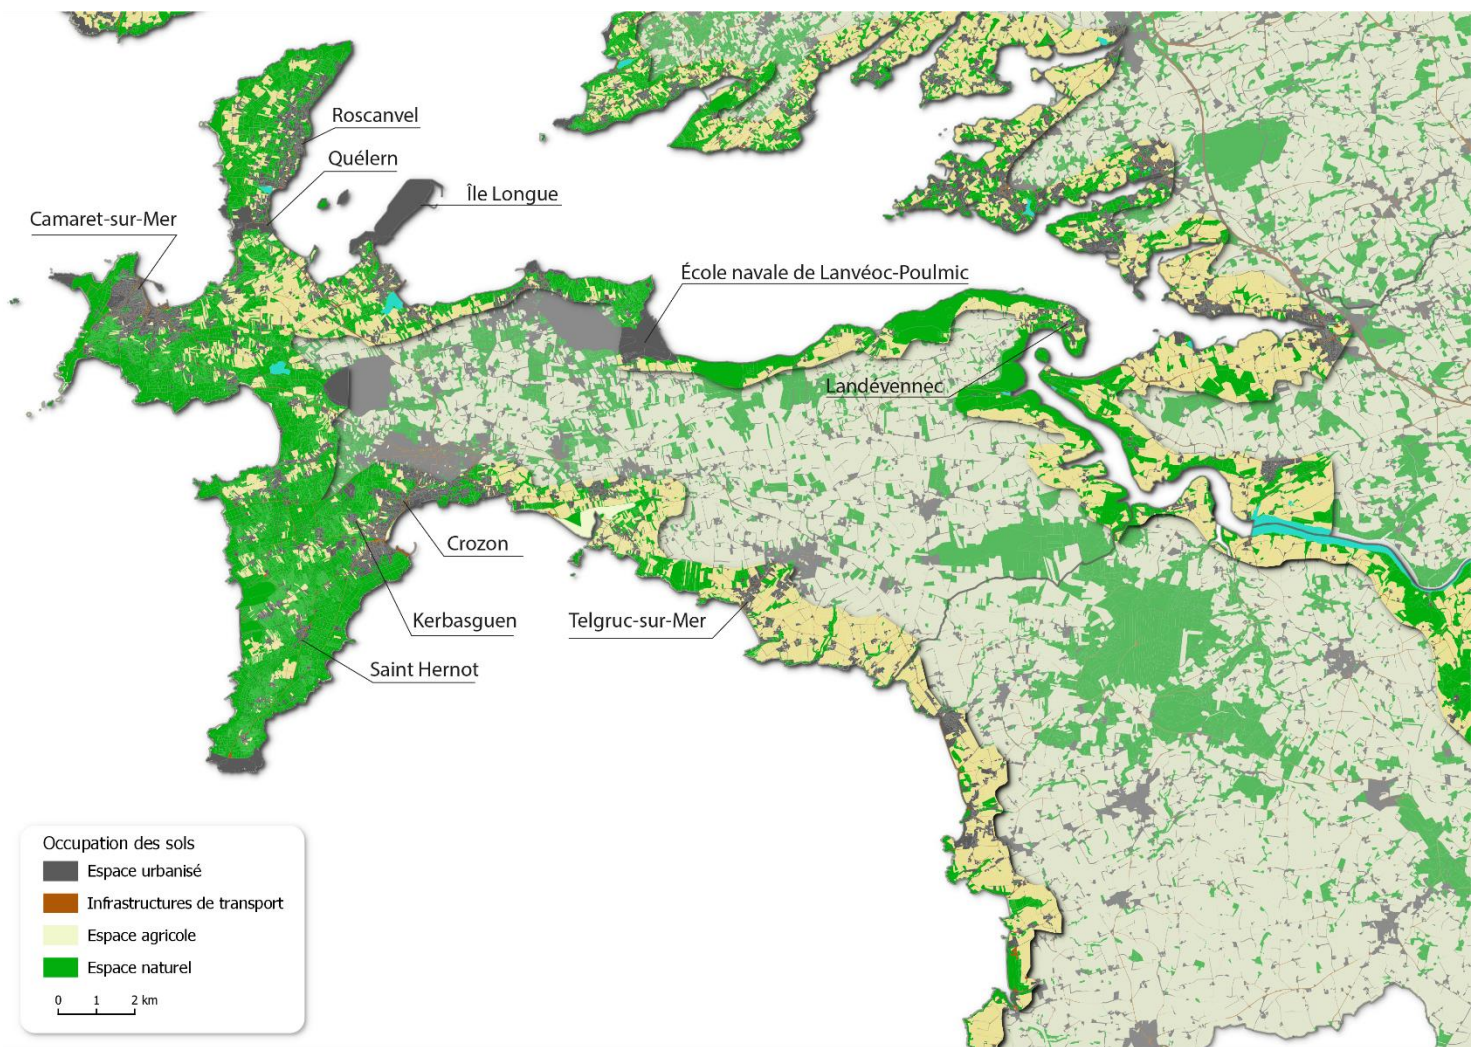 Roscanvel
Quélern
Île Longue
Camaret-sur-Mer
École navale de Lanvéoc-Poulmic
Landévennec
Crozon
Kerbasguen
Telgruc-sur-Mer
Saint Hernot
Occupation des sols
Espace urbanisé
Infrastructures de transport
Espace agricole
Espace naturel
0 1 2 km